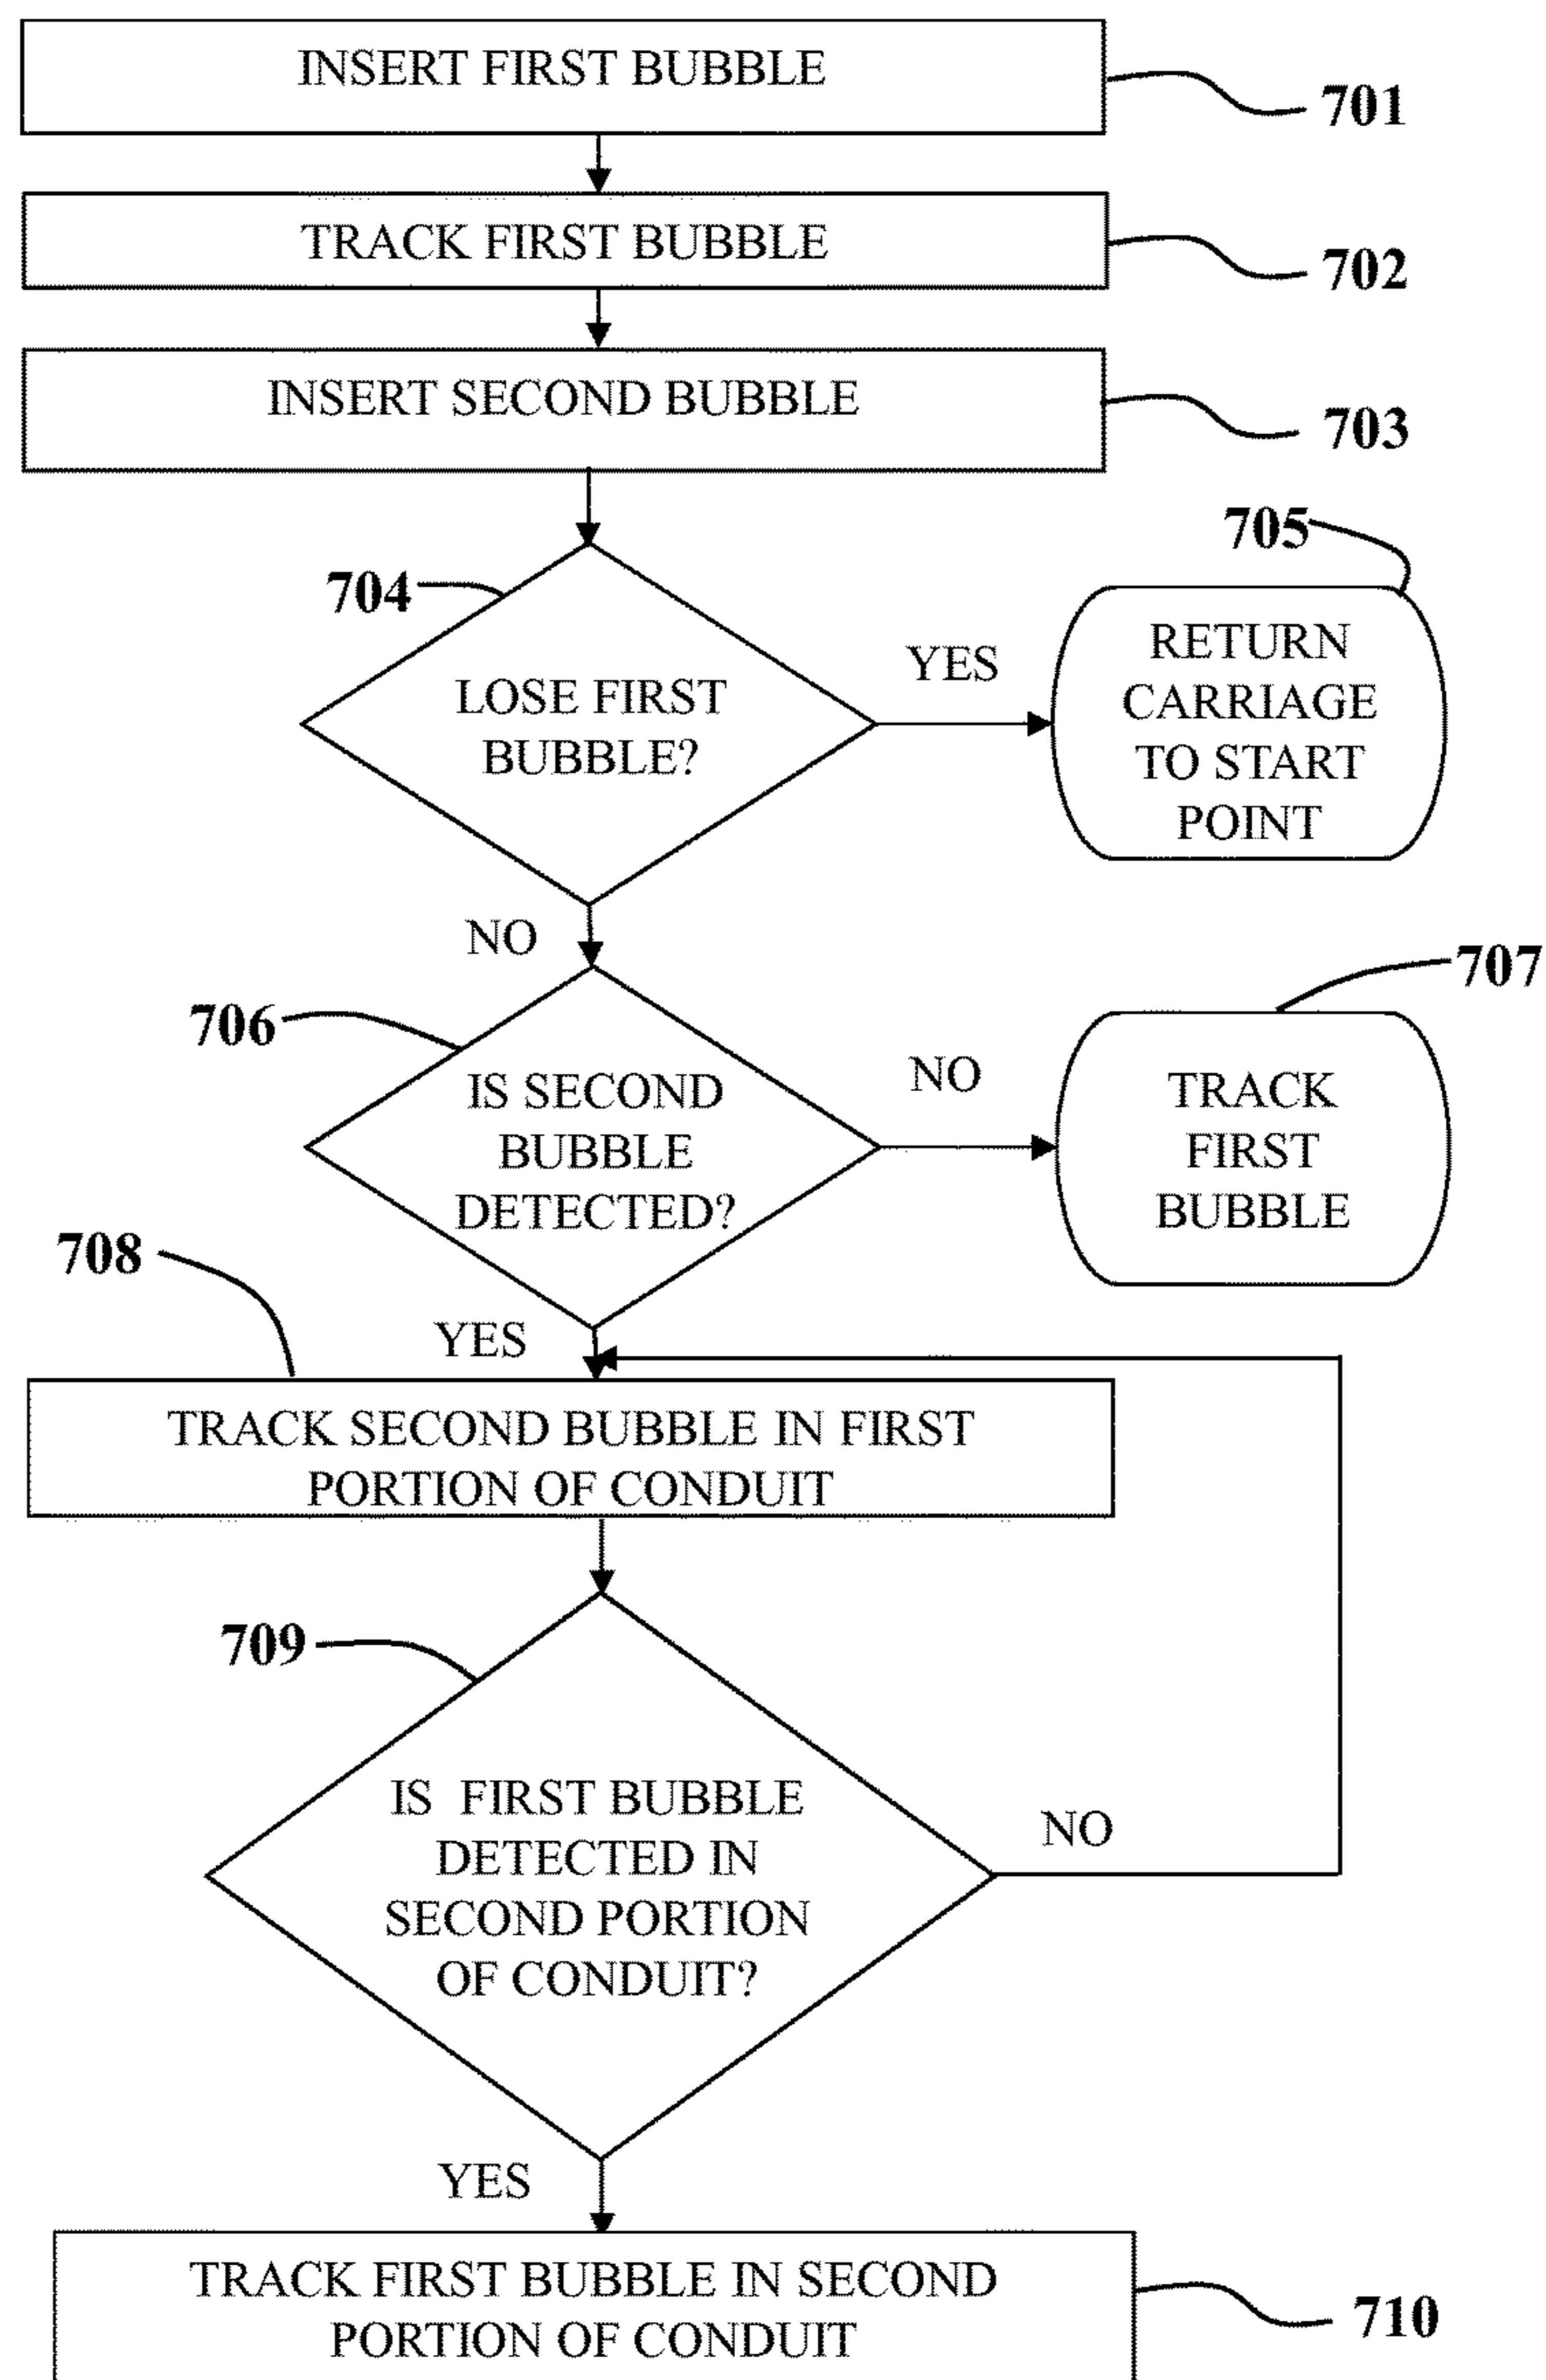 INSERT FIRST BUBBLE
701
TRACK FIRST BUBBLE
702
INSERT SECOND BUBBLE
703
704
LOSE FIRST
BUBBLE?
YES
705
RETURN
CARRIAGE
TO START
POINT
NO
706
IS SECOND
BUBBLE
DETECTED?
NO
707
TRACK
FIRST
BUBBLE
YES
708
TRACK SECOND BUBBLE IN FIRST
PORTION OF CONDUIT
709
IS FIRST BUBBLE
DETECTED IN
SECOND PORTION
OF CONDUIT?
NO
YES
TRACK FIRST BUBBLE IN SECOND
PORTION OF CONDUIT
710